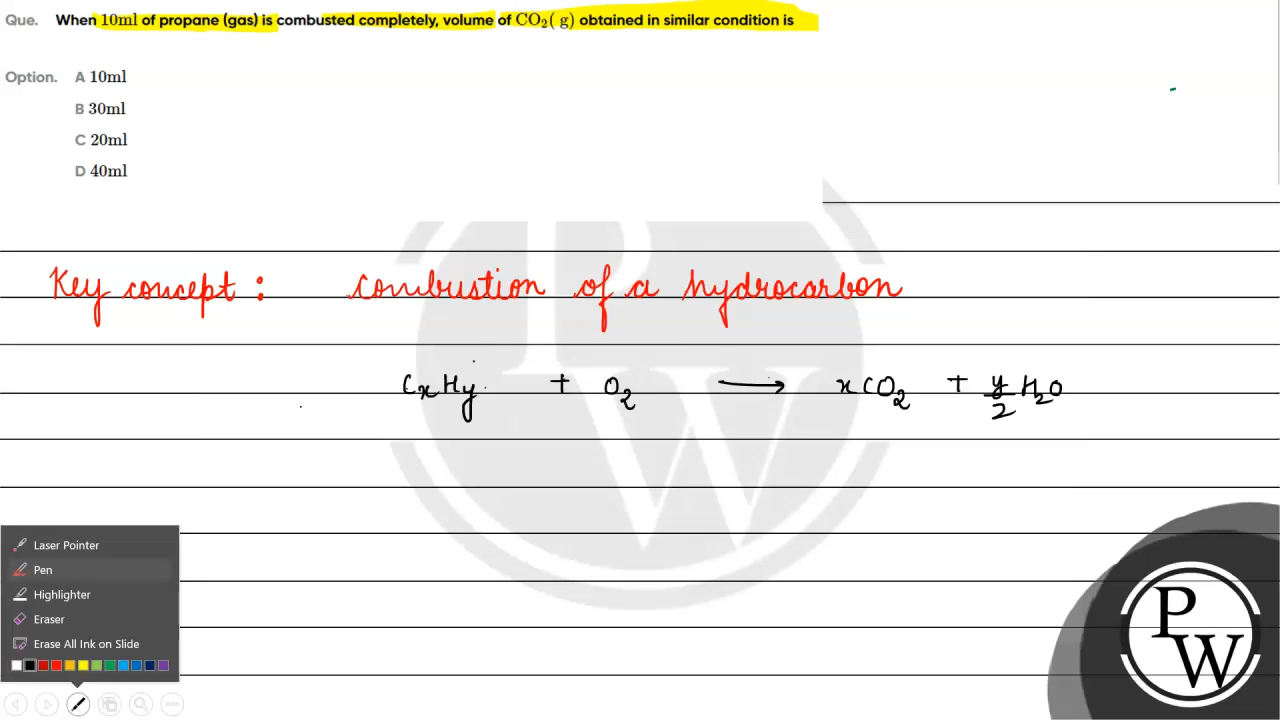 Que. When 10ml of propane (gas) is combusted completely, volume of CO₂( g) obtained in similar condition is
Option. A 10ml
B 30ml
C 20ml
D 40ml
Key concept : combustion of a hydrocarbon
CxHy + O₂ ⟶ xCO₂ + y/2 H₂O
Laser Pointer
Pen
Highlighter
Eraser
Erase All Ink on Slide
P
W
P
W